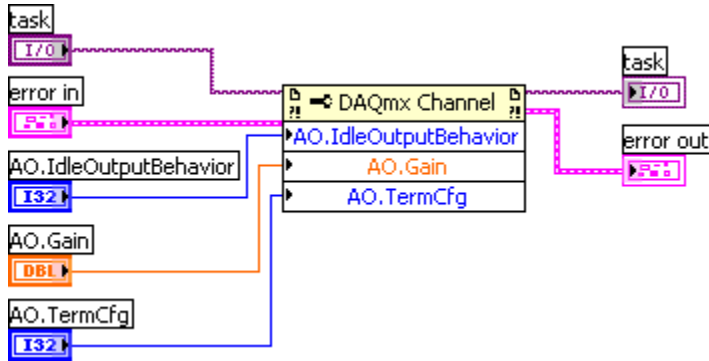 task
I/O
error in
AO.IdleOutputBehavior
I32
AO.Gain
DBL
AO.TermCfg
I32
?! DAQmx Channel ?!
AO.IdleOutputBehavior
AO.Gain
AO.TermCfg
task
I/O
error out